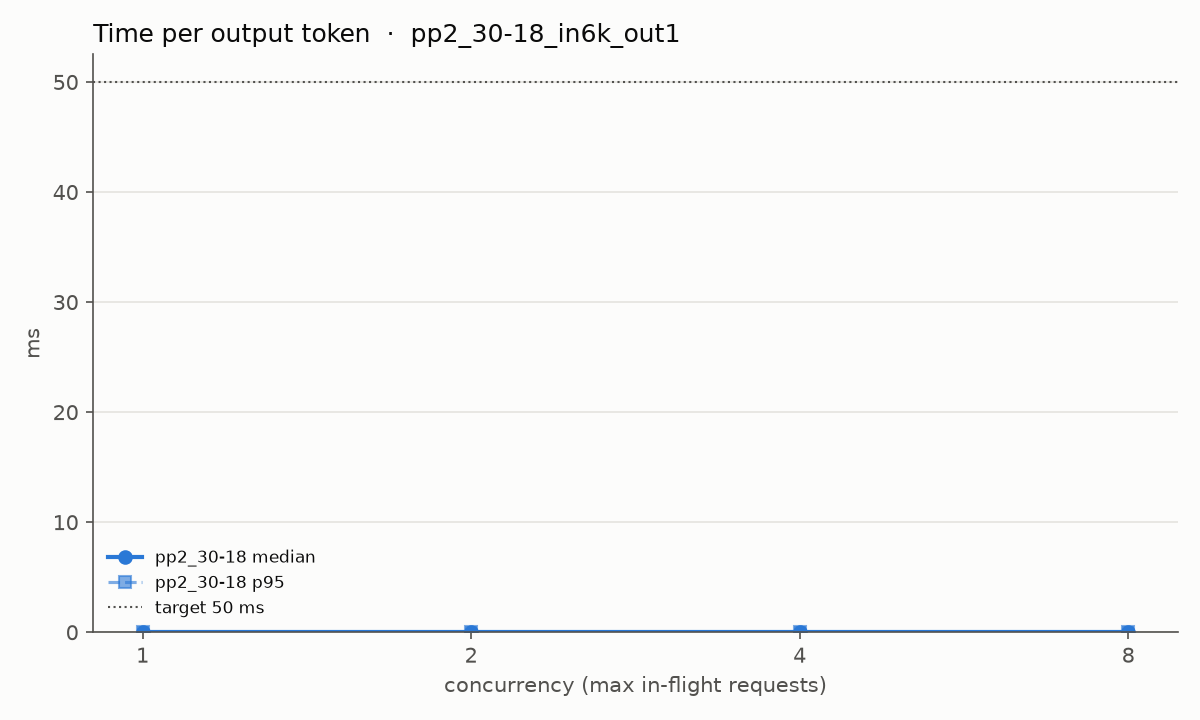 Time per output token · pp2_30-18_in6k_out1
50
40
30
20
10
0
ms
pp2_30-18 median
pp2_30-18 p95
target 50 ms
1 2 4 8
concurrency (max in-flight requests)